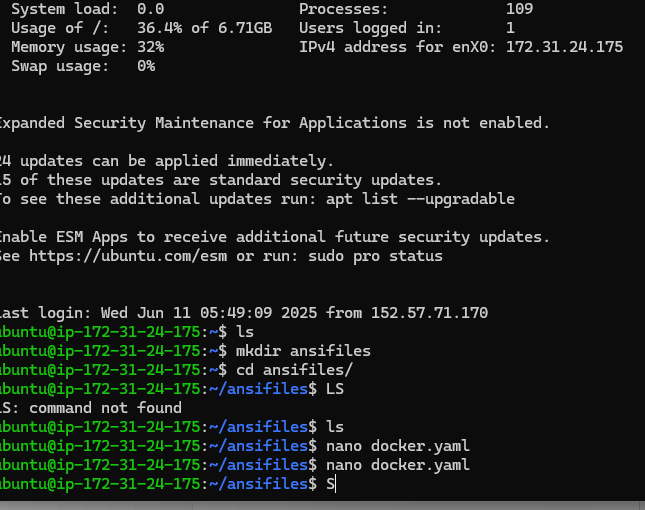 System load:  0.0                Processes:             109
Usage of /:   36.4% of 6.71GB   Users logged in:       1
Memory usage: 32%               IPv4 address for enX0: 172.31.24.175
Swap usage:   0%
Expanded Security Maintenance for Applications is not enabled.
24 updates can be applied immediately.
15 of these updates are standard security updates.
To see these additional updates run: apt list --upgradable
Enable ESM Apps to receive additional future security updates.
See https://ubuntu.com/esm or run: sudo pro status
Last login: Wed Jun 11 05:49:09 2025 from 152.57.71.170
ubuntu@ip-172-31-24-175:~$ ls
ubuntu@ip-172-31-24-175:~$ mkdir ansifiles
ubuntu@ip-172-31-24-175:~$ cd ansifiles/
ubuntu@ip-172-31-24-175:~/ansifiles$ LS
LS: command not found
ubuntu@ip-172-31-24-175:~/ansifiles$ ls
ubuntu@ip-172-31-24-175:~/ansifiles$ nano docker.yaml
ubuntu@ip-172-31-24-175:~/ansifiles$ nano docker.yaml
ubuntu@ip-172-31-24-175:~/ansifiles$ S